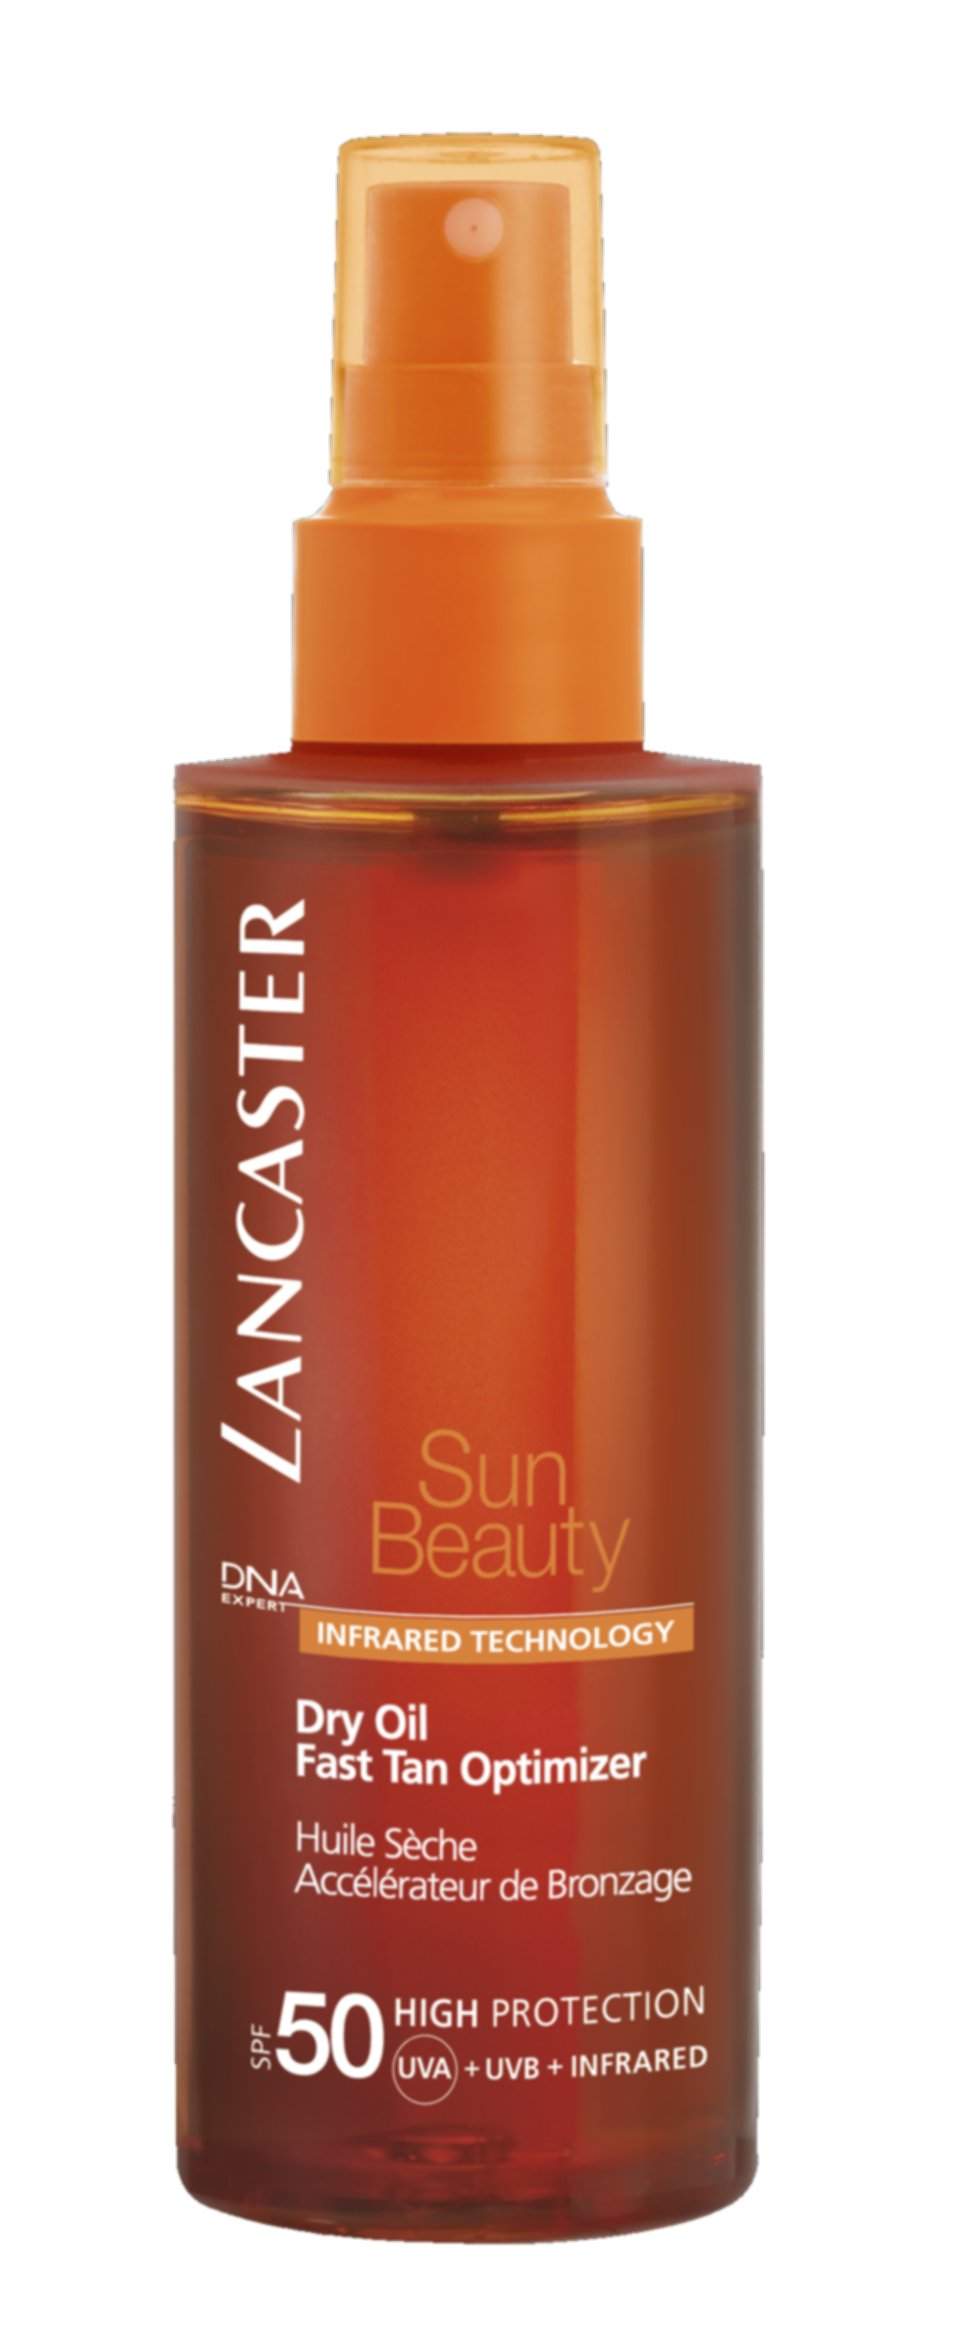 LANCASTER
Sun
Beauty
DNA
EXPERT
INFRARED TECHNOLOGY
Dry Oil
Fast Tan Optimizer
Huile Sèche
Accélérateur de Bronzage
SPF 50 HIGH PROTECTION
UVA + UVB + INFRARED